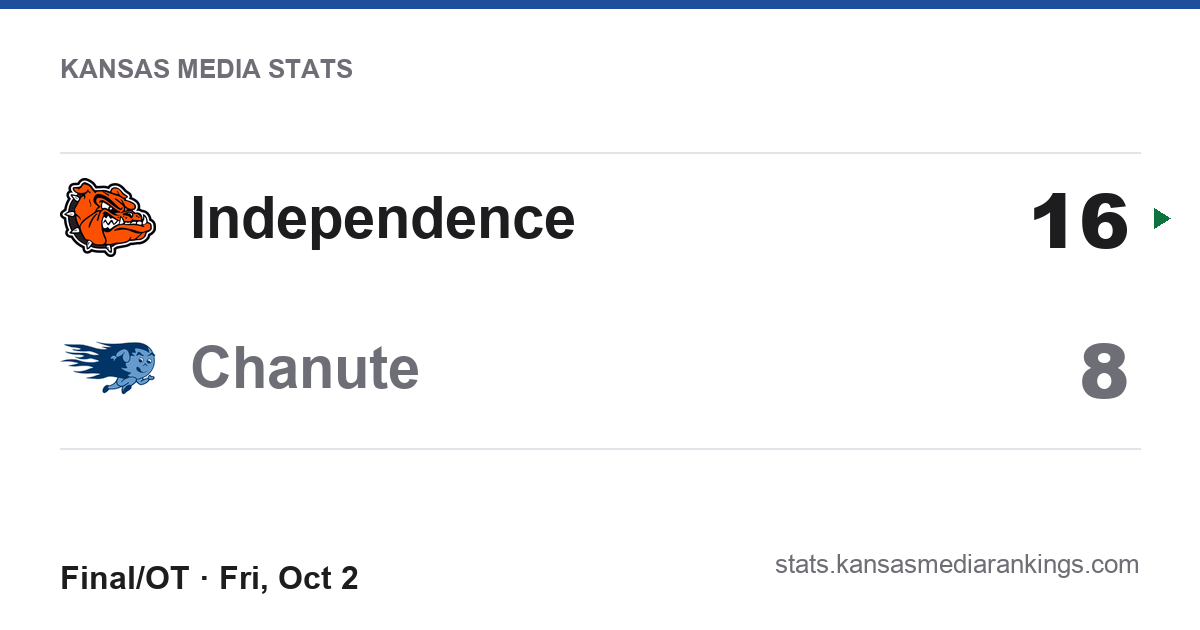 KANSAS MEDIA STATS
Independence 16
Chanute 8
Final/OT · Fri, Oct 2
stats.kansasmediarankings.com